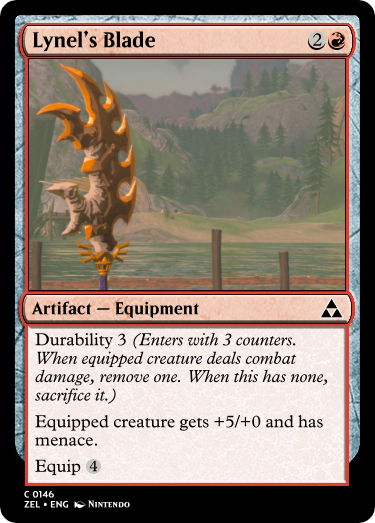 Lynel's Blade 2
Artifact — Equipment
Durability 3 (Enters with 3 counters.
When equipped creature deals combat
damage, remove one. When this has none,
sacrifice it.)
Equipped creature gets +5/+0 and has
menace.
Equip 4
C 0146
ZEL • ENG Nintendo